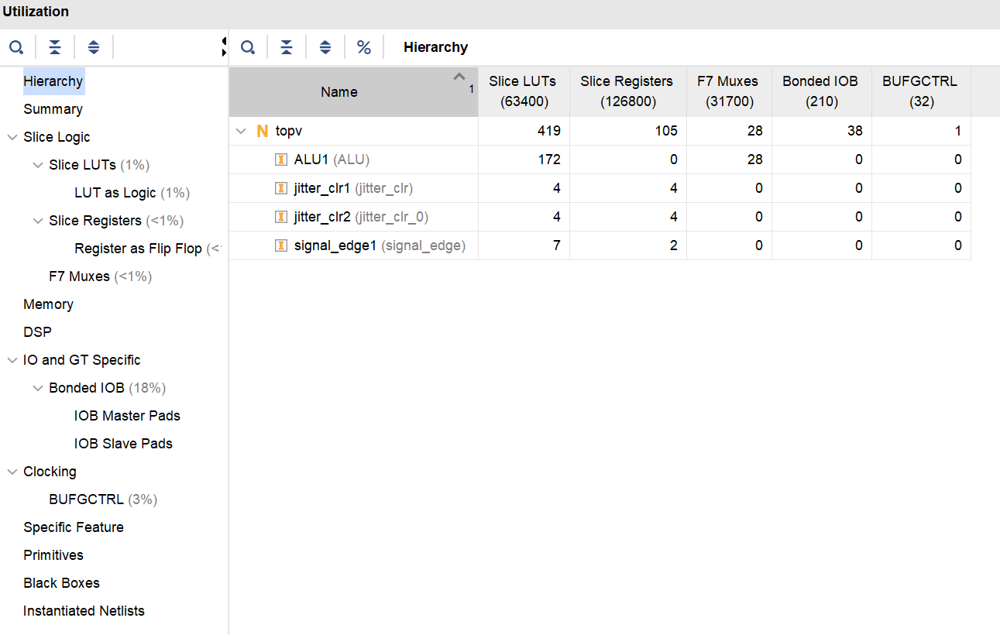 Utilization
Hierarchy
Summary
Slice Logic
Slice LUTs (1%)
LUT as Logic (1%)
Slice Registers (<1%)
Register as Flip Flop (<
F7 Muxes (<1%)
Memory
DSP
IO and GT Specific
Bonded IOB (18%)
IOB Master Pads
IOB Slave Pads
Clocking
BUFGCTRL (3%)
Specific Feature
Primitives
Black Boxes
Instantiated Netlists
% Hierarchy
Name 1 Slice LUTs (63400) Slice Registers (126800) F7 Muxes (31700) Bonded IOB (210) BUFGCTRL (32)
N topv 419 105 28 38 1
I ALU1 (ALU) 172 0 28 0 0
I jitter_clr1 (jitter_clr) 4 4 0 0 0
I jitter_clr2 (jitter_clr_0) 4 4 0 0 0
I signal_edge1 (signal_edge) 7 2 0 0 0